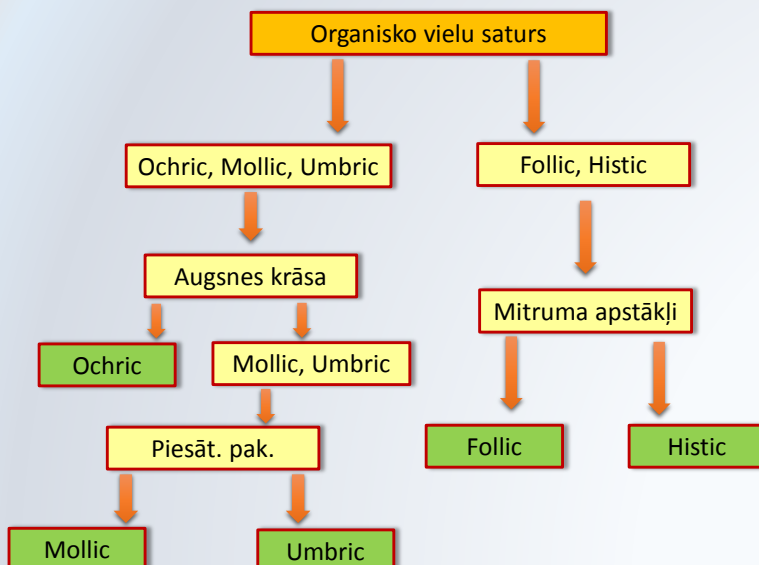 Organisko vielu saturs
Ochric, Mollic, Umbric
Follic, Histic
Augsnes krāsa
Mitruma apstākļi
Ochric
Mollic, Umbric
Piesāt. pak.
Follic
Histic
Mollic
Umbric